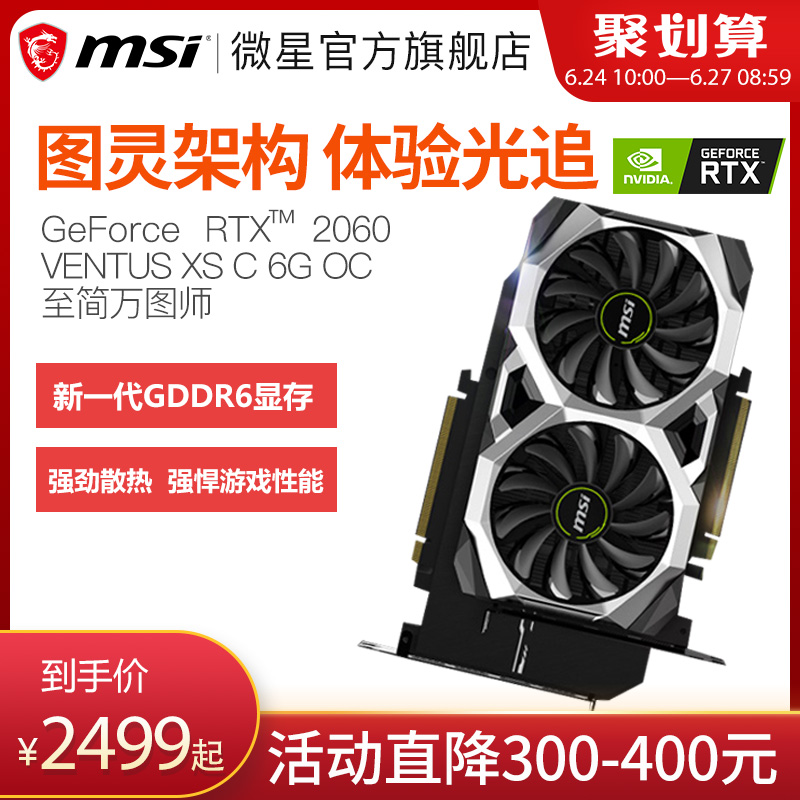 msi 微星官方旗舰店
聚划算
6.24 10:00—6.27 08:59
图灵架构 体验光追
NVIDIA. GEFORCE RTX™
GeForce RTX™ 2060
VENTUS XS C 6G OC
至简万图师
新一代GDDR6显存
强劲散热 强悍游戏性能
msi
msi
到手价
¥2499起
活动直降300-400元